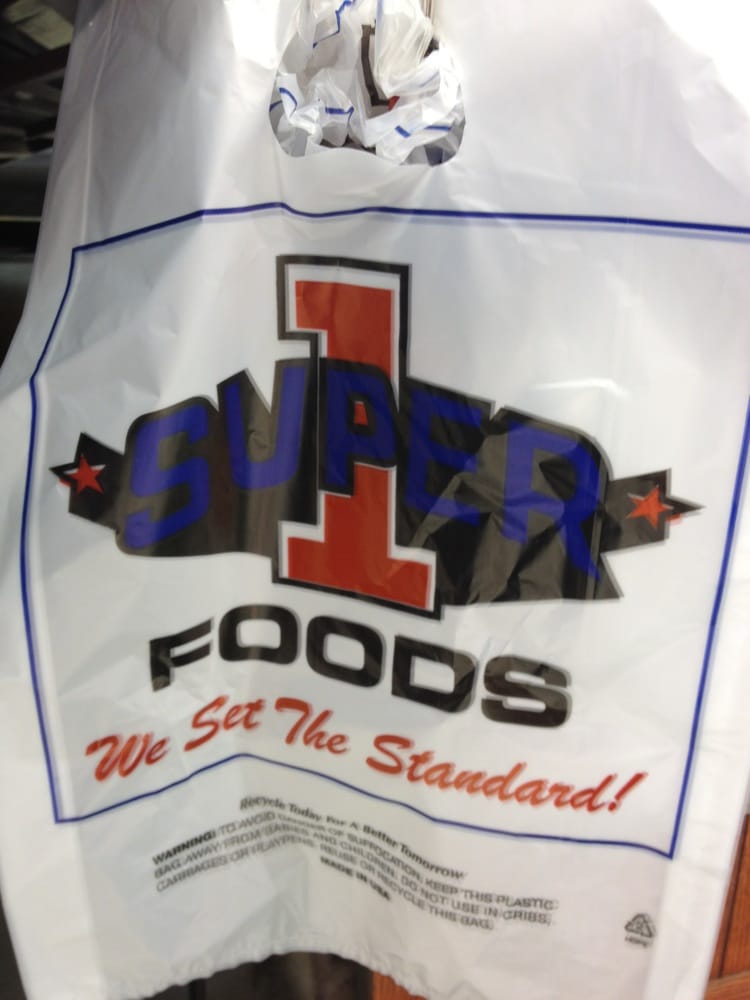 SUPER
1
FOODS
We Set The Standard!
Recycle Today For A Better Tomorrow
WARNING: TO AVOID DANGER OF SUFFOCATION, KEEP THIS PLASTIC
BAG AWAY FROM BABIES AND CHILDREN. DO NOT USE IN CRIBS,
CARRIAGES OR PLAYPENS. REUSE OR RECYCLE THIS BAG.
MADE IN USA